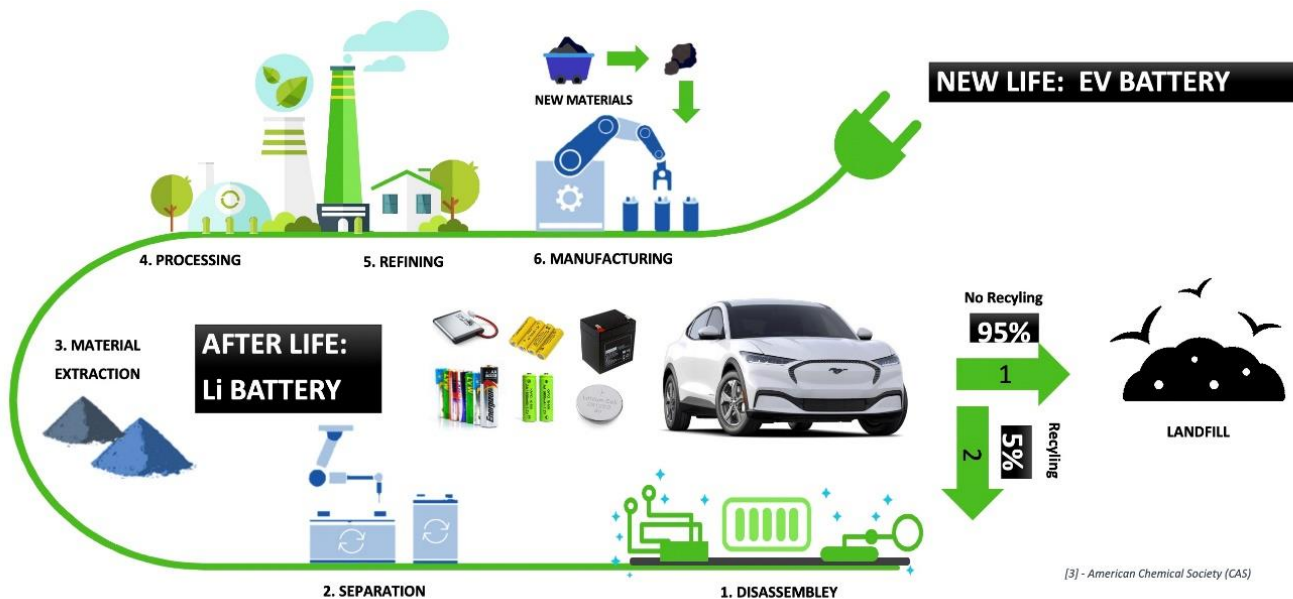 NEW MATERIALS
NEW LIFE: EV BATTERY
4. PROCESSING
5. REFINING
6. MANUFACTURING
3. MATERIAL
EXTRACTION
AFTER LIFE:
Li BATTERY
No Recyling
95%
1
2
5%
Recyling
LANDFILL
2. SEPARATION
1. DISASSEMBLEY
[3] - American Chemical Society (CAS)